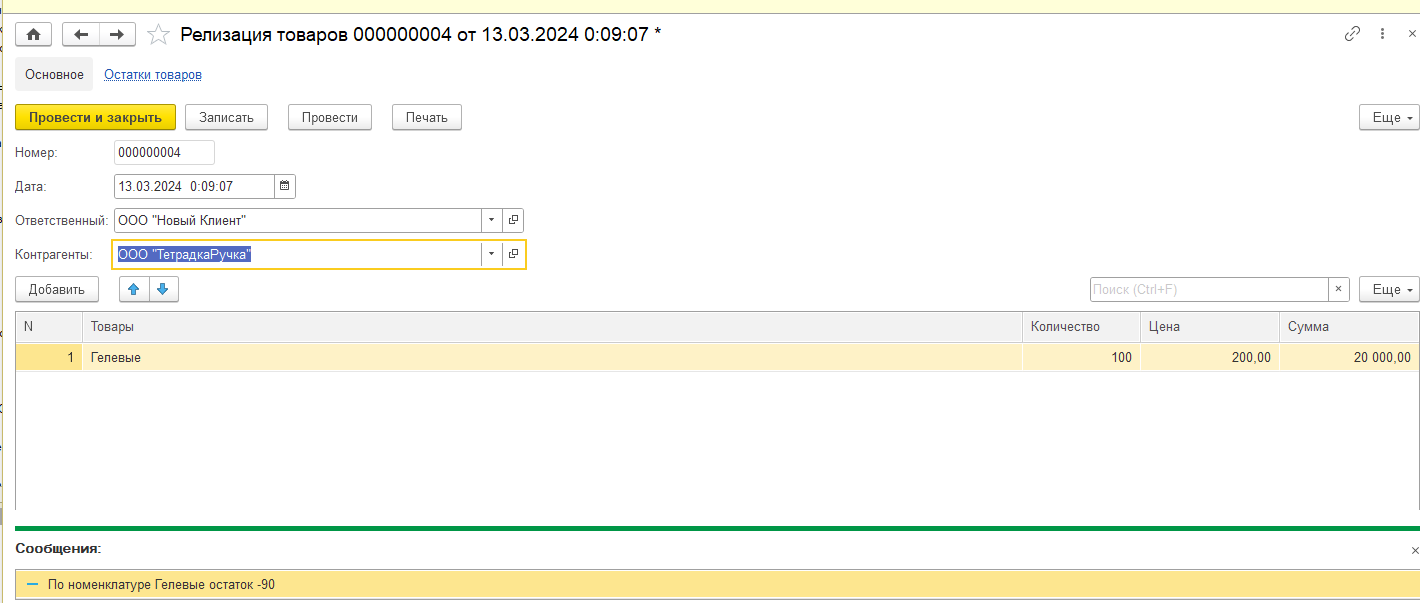 Релизация товаров 000000004 от 13.03.2024 0:09:07 *
Основное Остатки товаров
Провести и закрыть Записать Провести Печать Еще
Номер: 000000004
Дата: 13.03.2024 0:09:07
Ответственный: ООО "Новый Клиент"
Контрагенты: ООО "ТетрадкаРучка"
Добавить Поиск (Ctrl+F) × Еще
N Товары Количество Цена Сумма
1 Гелевые 100 200,00 20 000,00
Сообщения:
По номенклатуре Гелевые остаток -90